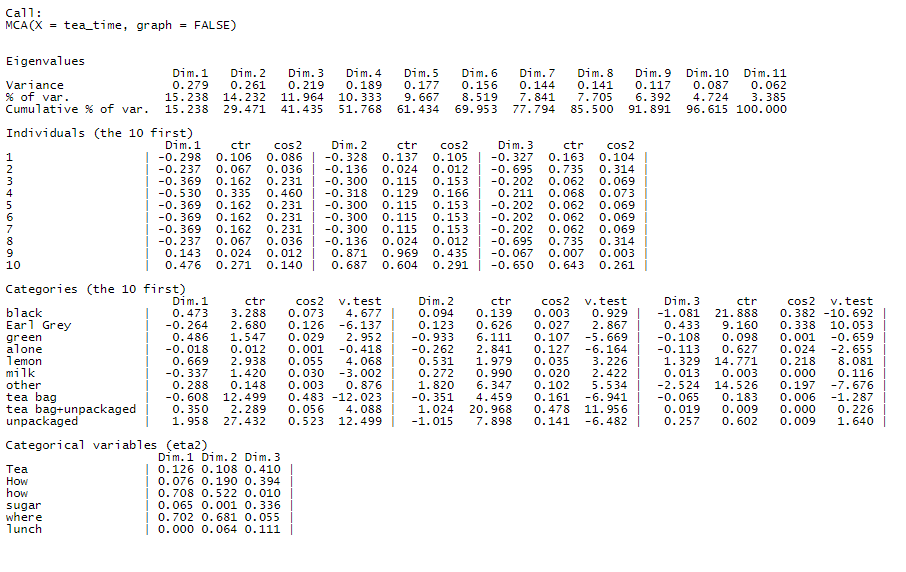 Call:
MCA(X = tea_time, graph = FALSE)
Eigenvalues
Dim.1 Dim.2 Dim.3 Dim.4 Dim.5 Dim.6 Dim.7 Dim.8 Dim.9 Dim.10 Dim.11
Variance 0.279 0.261 0.219 0.189 0.177 0.156 0.144 0.141 0.117 0.087 0.062
% of var. 15.238 14.232 11.964 10.333 9.667 8.519 7.841 7.705 6.392 4.724 3.385
Cumulative % of var. 15.238 29.471 41.435 51.768 61.434 69.953 77.794 85.500 91.891 96.615 100.000
Individuals (the 10 first)
Dim.1 ctr cos2 Dim.2 ctr cos2 Dim.3 ctr cos2
1 | -0.298 0.106 0.086 | -0.328 0.137 0.105 | -0.327 0.163 0.104 |
2 | -0.237 0.067 0.036 | -0.136 0.024 0.012 | -0.695 0.735 0.314 |
3 | -0.369 0.162 0.231 | -0.300 0.115 0.153 | -0.202 0.062 0.069 |
4 | -0.530 0.335 0.460 | -0.318 0.129 0.166 | 0.211 0.068 0.073 |
5 | -0.369 0.162 0.231 | -0.300 0.115 0.153 | -0.202 0.062 0.069 |
6 | -0.369 0.162 0.231 | -0.300 0.115 0.153 | -0.202 0.062 0.069 |
7 | -0.369 0.162 0.231 | -0.300 0.115 0.153 | -0.202 0.062 0.069 |
8 | -0.237 0.067 0.036 | -0.136 0.024 0.012 | -0.695 0.735 0.314 |
9 | 0.143 0.024 0.012 | 0.871 0.969 0.435 | -0.067 0.007 0.003 |
10 | 0.476 0.271 0.140 | 0.687 0.604 0.291 | -0.650 0.643 0.261 |
Categories (the 10 first)
Dim.1 ctr cos2 v.test Dim.2 ctr cos2 v.test Dim.3 ctr cos2 v.test
black | 0.473 3.288 0.073 4.677 | 0.094 0.139 0.003 0.929 | -1.081 21.888 0.382 -10.692 |
Earl Grey | -0.264 2.680 0.126 -6.137 | 0.123 0.626 0.027 2.867 | 0.433 9.160 0.338 10.053 |
green | 0.486 1.547 0.029 2.952 | -0.933 6.111 0.107 -5.669 | -0.108 0.098 0.001 -0.659 |
alone | -0.018 0.012 0.001 -0.418 | -0.262 2.841 0.127 -6.164 | -0.113 0.627 0.024 -2.655 |
lemon | 0.669 2.938 0.055 4.068 | 0.531 1.979 0.035 3.226 | 1.329 14.771 0.218 8.081 |
milk | -0.337 1.420 0.030 -3.002 | 0.272 0.990 0.020 2.422 | 0.013 0.003 0.000 0.116 |
other | 0.288 0.148 0.003 0.876 | 1.820 6.347 0.102 5.534 | -2.524 14.526 0.197 -7.676 |
tea bag | -0.608 12.499 0.483 -12.023 | -0.351 4.459 0.161 -6.941 | -0.065 0.183 0.006 -1.287 |
tea bag+unpackaged | 0.350 2.289 0.056 4.088 | 1.024 20.968 0.478 11.956 | 0.019 0.009 0.000 0.226 |
unpackaged | 1.958 27.432 0.523 12.499 | -1.015 7.898 0.141 -6.482 | 0.257 0.602 0.009 1.640 |
Categorical variables (eta2)
Dim.1 Dim.2 Dim.3
Tea | 0.126 0.108 0.410 |
How | 0.076 0.190 0.394 |
how | 0.708 0.522 0.010 |
sugar | 0.065 0.001 0.336 |
where | 0.702 0.681 0.055 |
lunch | 0.000 0.064 0.111 |